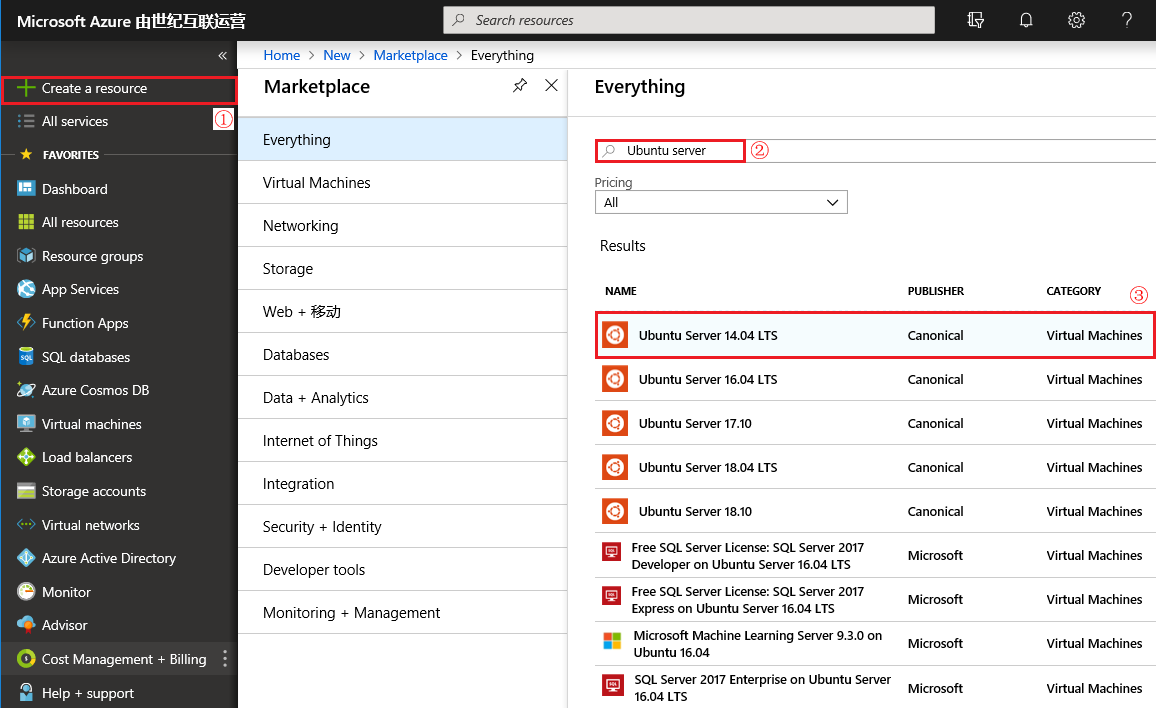 Microsoft Azure 由世纪互联运营
Search resources
?
«
Home > New > Marketplace > Everything
Create a resource
①
All services
FAVORITES
Dashboard
All resources
Resource groups
App Services
Function Apps
SQL databases
Azure Cosmos DB
Virtual machines
Load balancers
Storage accounts
Virtual networks
Azure Active Directory
Monitor
Advisor
Cost Management + Billing
Help + support
Marketplace
Everything
Virtual Machines
Networking
Storage
Web + 移动
Databases
Data + Analytics
Internet of Things
Integration
Security + Identity
Developer tools
Monitoring + Management
Everything
Ubuntu server ②
Pricing
All
Results
NAME PUBLISHER CATEGORY ③
Ubuntu Server 14.04 LTS Canonical Virtual Machines
Ubuntu Server 16.04 LTS Canonical Virtual Machines
Ubuntu Server 17.10 Canonical Virtual Machines
Ubuntu Server 18.04 LTS Canonical Virtual Machines
Ubuntu Server 18.10 Canonical Virtual Machines
Free SQL Server License: SQL Server 2017
Developer on Ubuntu Server 16.04 LTS Microsoft Virtual Machines
Free SQL Server License: SQL Server 2017
Express on Ubuntu Server 16.04 LTS Microsoft Virtual Machines
Microsoft Machine Learning Server 9.3.0 on
Ubuntu 16.04 Microsoft Virtual Machines
SQL Server 2017 Enterprise on Ubuntu Server
16.04 LTS Microsoft Virtual Machines